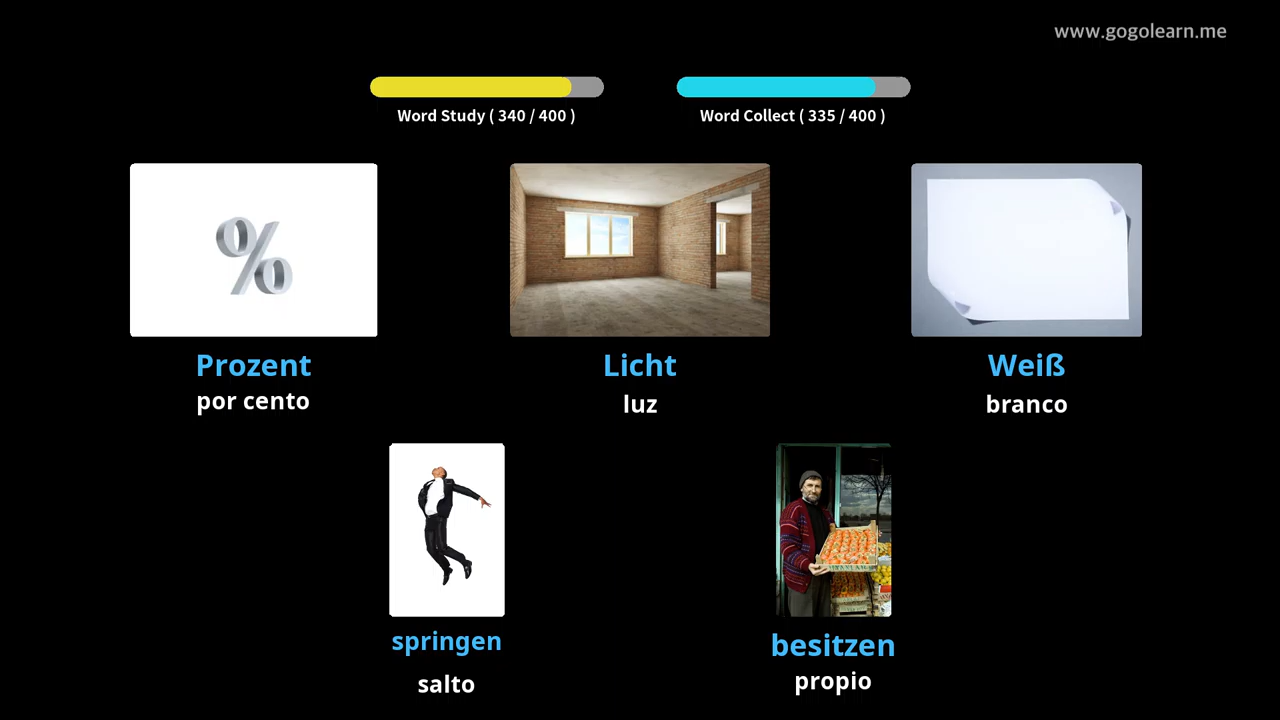 www.gogolearn.me
Word Study ( 340 / 400 )
Word Collect ( 335 / 400 )
%
Prozent
por cento
Licht
luz
Weiß
branco
springen
salto
besitzen
propio